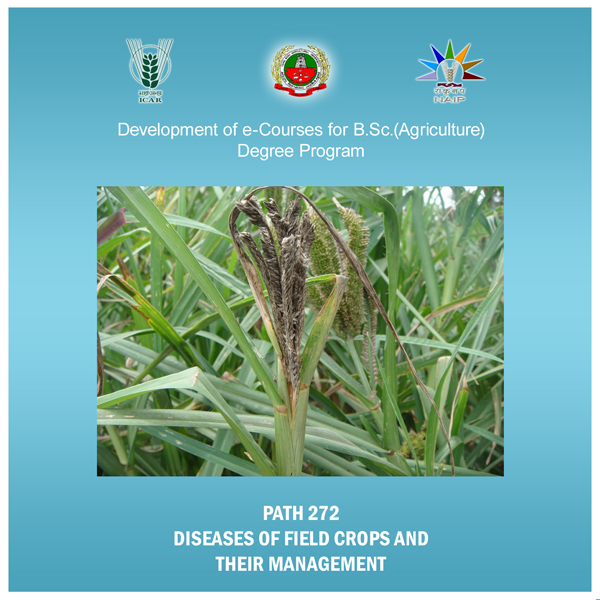 भाकृअनुप
ICAR
NAIP
Development of e-Courses for B.Sc.(Agriculture)
Degree Program
PATH 272
DISEASES OF FIELD CROPS AND
THEIR MANAGEMENT